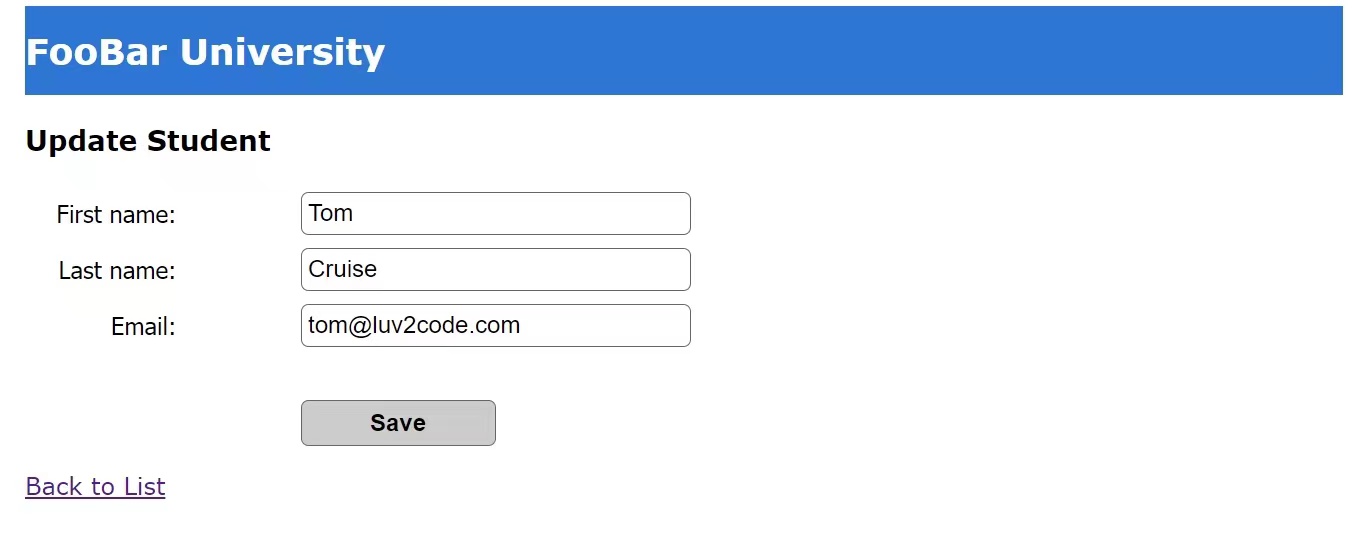 FooBar University
Update Student
First name: Tom
Last name: Cruise
Email: tom@luv2code.com
Save
Back to List